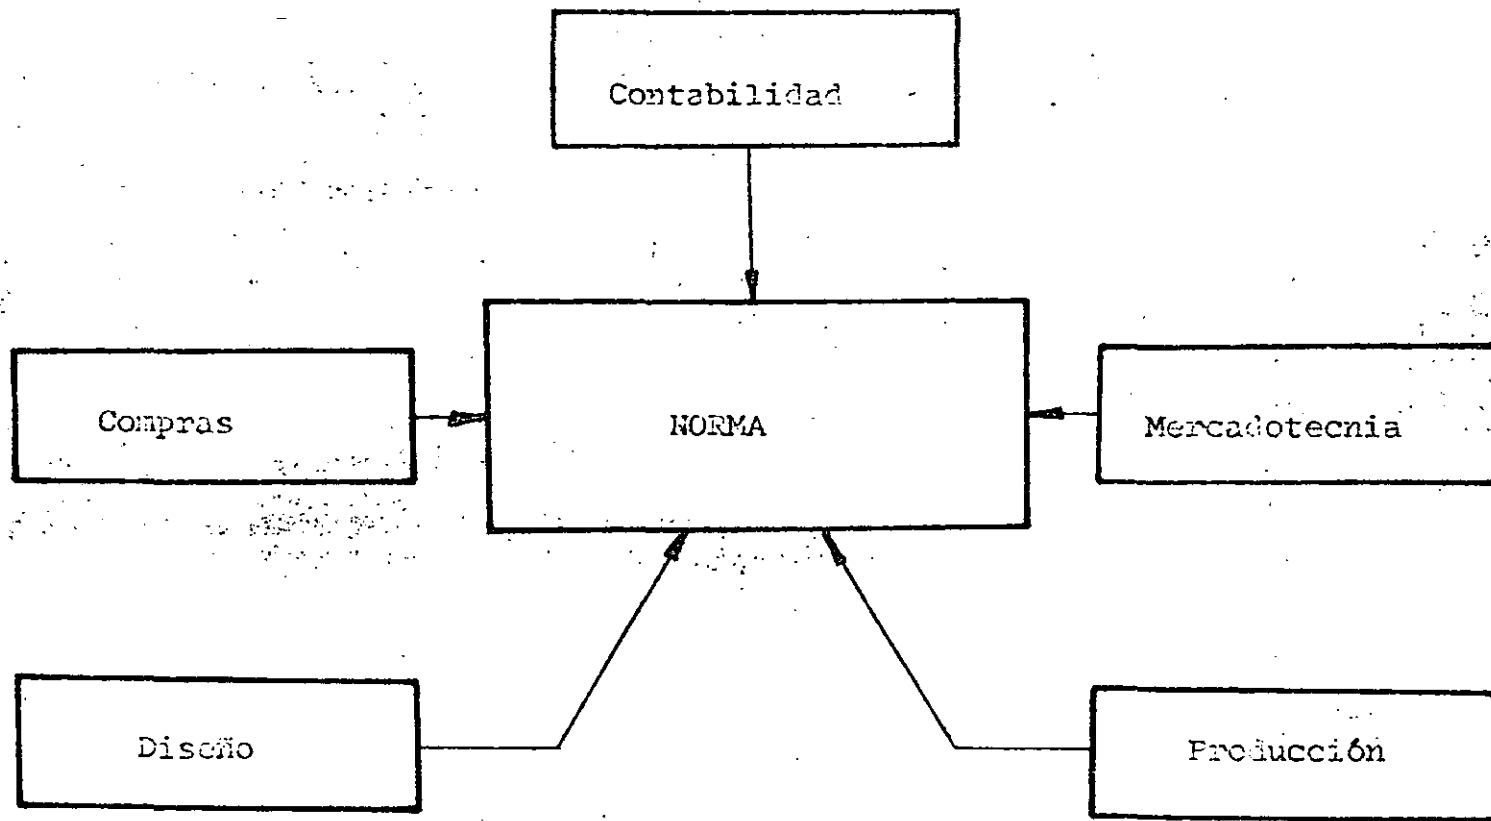 Contabilidad
Compras
NORMA
Mercadotecnia
Diseño
Producción